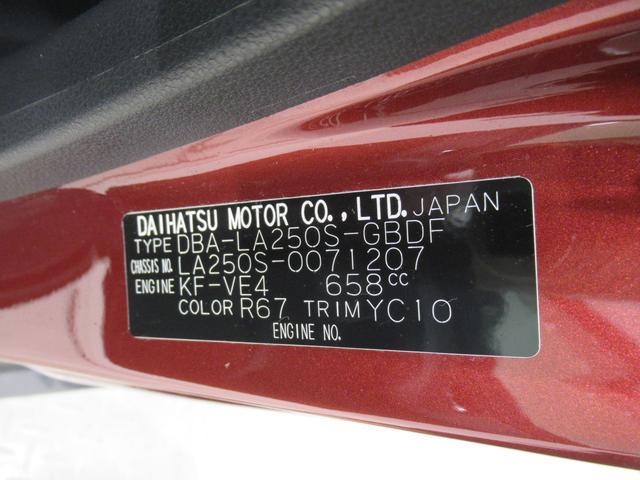 DAIHATSU MOTOR CO., LTD. JAPAN
TYPE DBA-LA250S-GBDF
CHASSIS NO. LA250S-0071207
ENGINE KF-VE4 658cc
COLOR R67 TRIM YC10
ENGINE NO.